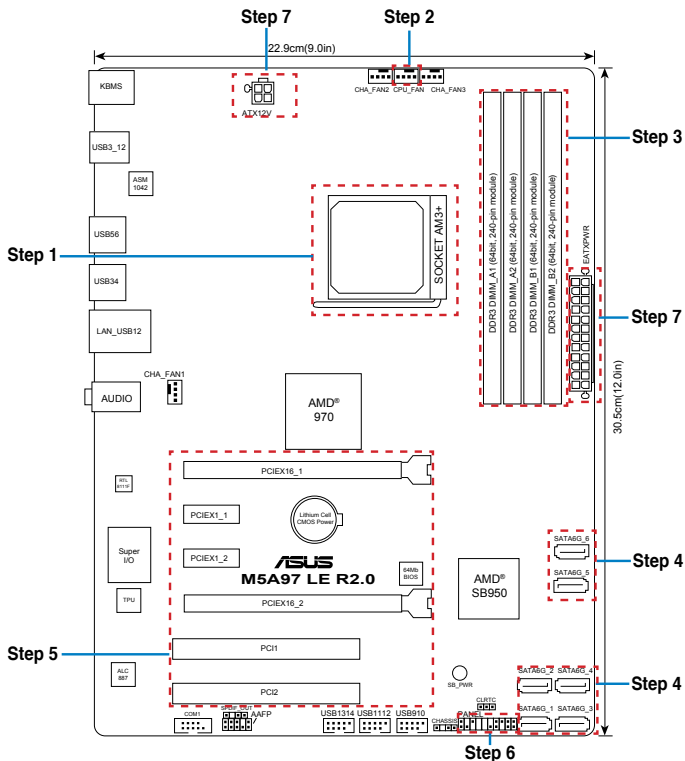 Step 7
Step 2
22.9cm(9.0in)
KBMS
ATX12V
CHA_FAN2
CPU_FAN
CHA_FAN3
Step 3
USB3_12
ASM
1042
DDR3 DIMM_A1 (64bit, 240-pin module)
DDR3 DIMM_A2 (64bit, 240-pin module)
DDR3 DIMM_B1 (64bit, 240-pin module)
DDR3 DIMM_B2 (64bit, 240-pin module)
EATXPWR
Step 1
SOCKET AM3+
USB56
USB34
Step 7
LAN_USB12
30.5cm(12.0in)
CHA_FAN1
AUDIO
AMD®
970
PCIEX16_1
RTL
8111F
PCIEX1_1
Lithium Cell
CMOS Power
Super
I/O
PCIEX1_2
ASUS
M5A97 LE R2.0
64Mb
BIOS
AMD®
SB950
SATA6G_6
SATA6G_5
Step 4
TPU
PCIEX16_2
Step 5
PCI1
ALC
887
PCI2
SB_PWR
SATA6G_2
SATA6G_4
Step 4
CLRTC
COM1
SPDIF_OUT
AAFP
USB1314
USB1112
USB910
CHASSIS
PANEL
SATA6G_1
SATA6G_3
Step 6